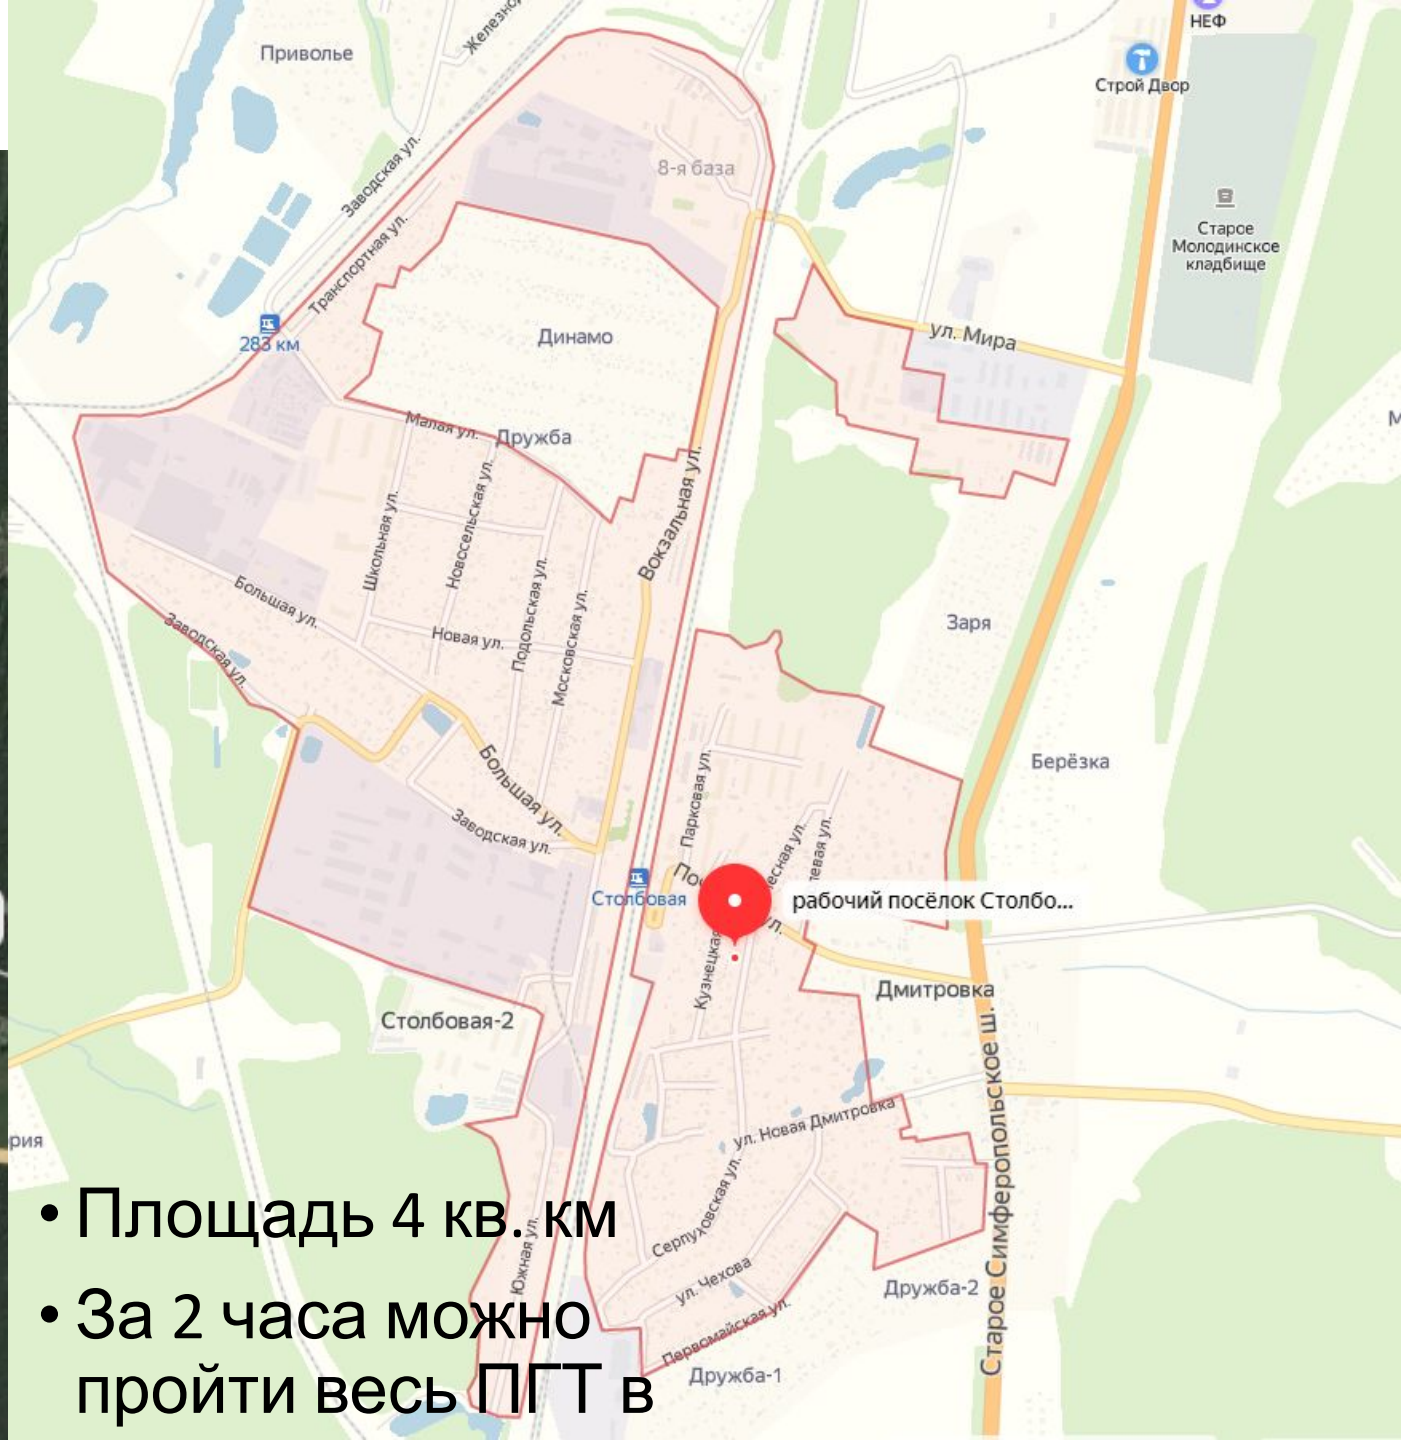 НЕФ
Приволье
Строй Двор
Заводская ул.
8-я база
Старое
Молодинское
кладбище
Транспортная ул.
283 км
Динамо
ул. Мира
Малая ул.
Дружба
Вокзальная ул.
Школьная ул.
Новосельская ул.
Подольская ул.
Московская ул.
Большая ул.
Заводская ул.
Новая ул.
Заря
Берёзка
Большая ул.
Заводская ул.
Парковая ул.
Столбовая
рабочий посёлок Столбо...
Дмитровка
Столбовая-2
Старое Симферопольское ш.
ул. Новая Дмитровка
Серпуховская ул.
ул. Чехова
Первомайская ул.
Южная ул.
Дружба-2
Дружба-1
• Площадь 4 кв. км
• За 2 часа можно
пройти весь ПГТ в